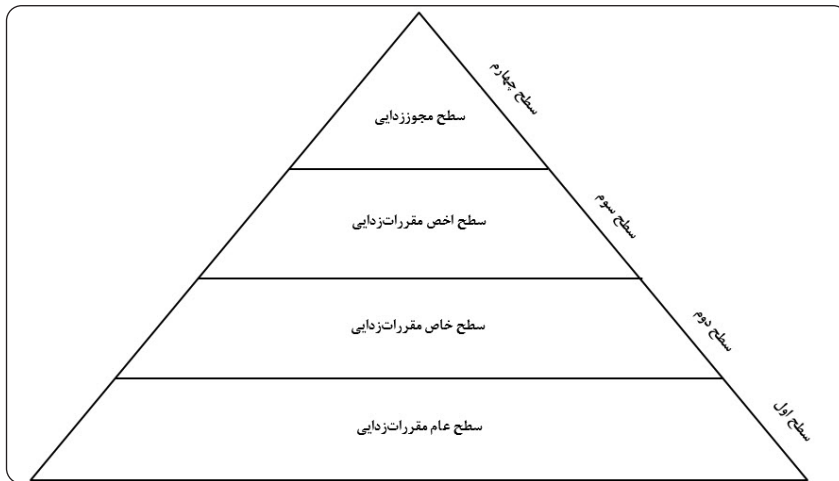 سطح چهارم
سطح مجوززدایی
سطح سوم
سطح اخص مقررات‌زدایی
سطح دوم
سطح خاص مقررات‌زدایی
سطح اول
سطح عام مقررات‌زدایی